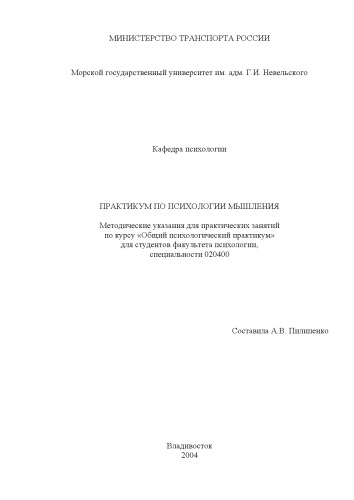 МИНИСТЕРСТВО ТРАНСПОРТА РОССИИ
Морской государственный университет им. адм. Г.И. Невельского
Кафедра психологии
ПРАКТИКУМ ПО ПСИХОЛОГИИ МЫШЛЕНИЯ
Методические указания для практических занятий
по курсу «Общий психологический практикум»
для студентов факультета психологии,
специальности 020400
Составила А.В. Пилипенко
Владивосток
2004